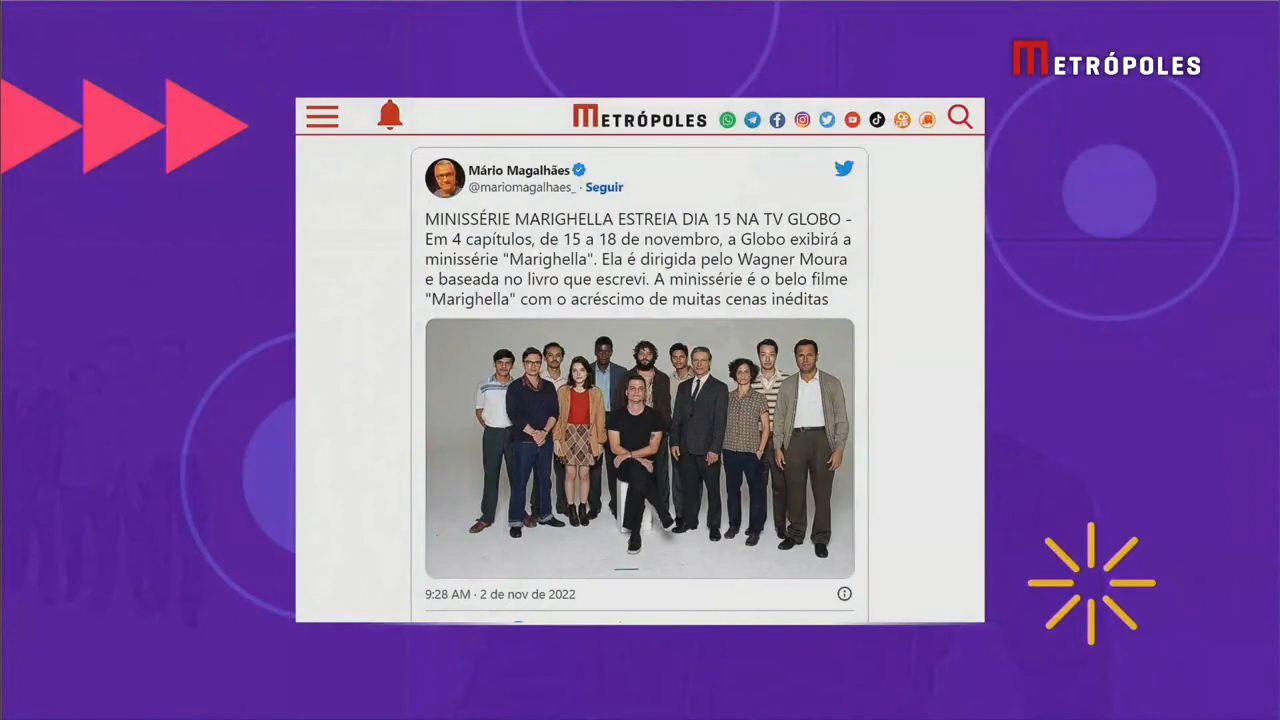 METRÓPOLES
METRÓPOLES
Mário Magalhães
@mariomagalhaes_ · Seguir
MINISSÉRIE MARIGHELLA ESTREIA DIA 15 NA TV GLOBO -
Em 4 capítulos, de 15 a 18 de novembro, a Globo exibirá a
minissérie "Marighella". Ela é dirigida pelo Wagner Moura
e baseada no livro que escrevi. A minissérie é o belo filme
"Marighella" com o acréscimo de muitas cenas inéditas
9:28 AM · 2 de nov de 2022